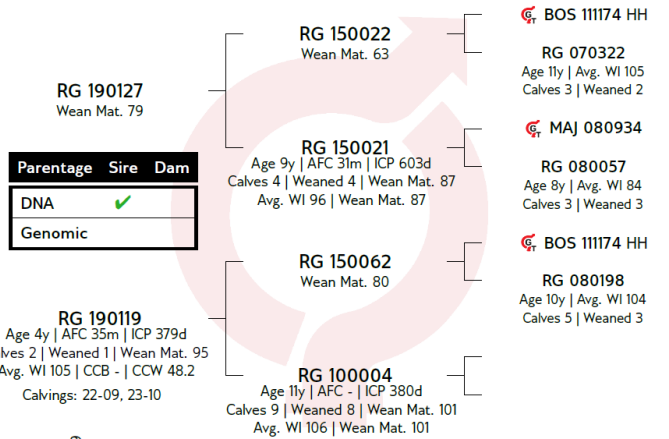 BOS 111174 HH
RG 150022
Wean Mat. 63
RG 070322
Age 11y | Avg. WI 105
Calves 3 | Weaned 2
RG 190127
Wean Mat. 79
MAJ 080934
RG 150021
Age 9y | AFC 31m | ICP 603d
Calves 4 | Weaned 4 | Wean Mat. 87
Avg. WI 96 | Wean Mat. 87
RG 080057
Age 8y | Avg. WI 84
Calves 3 | Weaned 3
Parentage Sire Dam
DNA ✔
Genomic
BOS 111174 HH
RG 150062
Wean Mat. 80
RG 080198
Age 10y | Avg. WI 104
Calves 5 | Weaned 3
RG 190119
Age 4y | AFC 35m | ICP 379d
lves 2 | Weaned 1 | Wean Mat. 95
Avg. WI 105 | CCB - | CCW 48.2
Calvings: 22-09, 23-10
RG 100004
Age 11y | AFC - | ICP 380d
Calves 9 | Weaned 8 | Wean Mat. 101
Avg. WI 106 | Wean Mat. 101